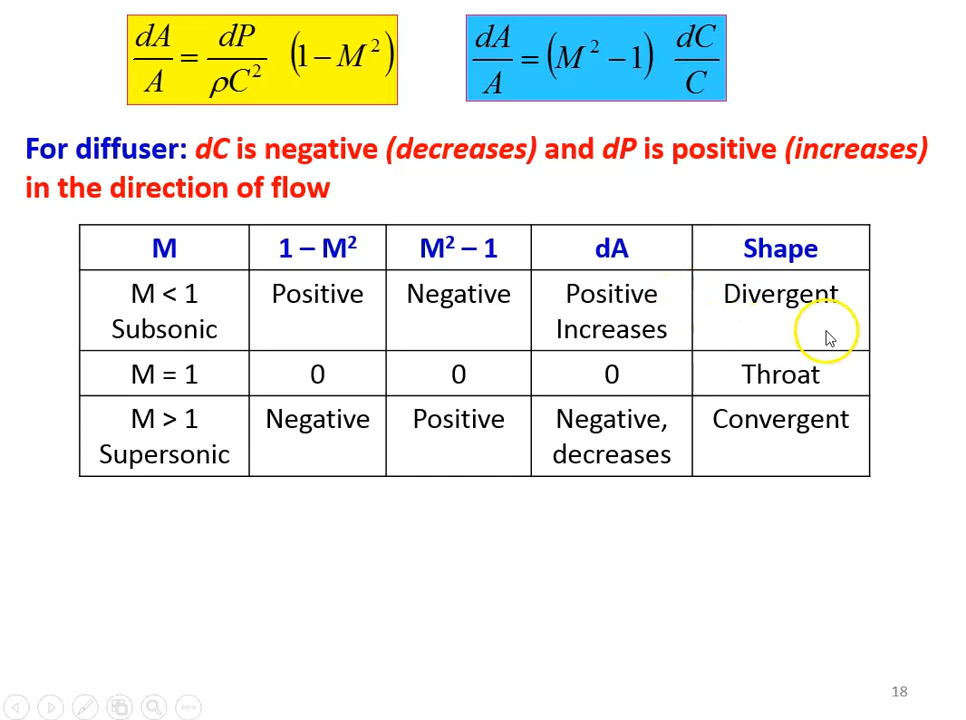 dA/A = dP/ρC² (1 − M²)
dA/A = (M² − 1) dC/C
For diffuser: dC is negative (decreases) and dP is positive (increases)
in the direction of flow
M 1 – M² M² – 1 dA Shape
M < 1 Positive Negative Positive Divergent
Subsonic Increases
M = 1 0 0 0 Throat
M > 1 Negative Positive Negative, Convergent
Supersonic decreases
18